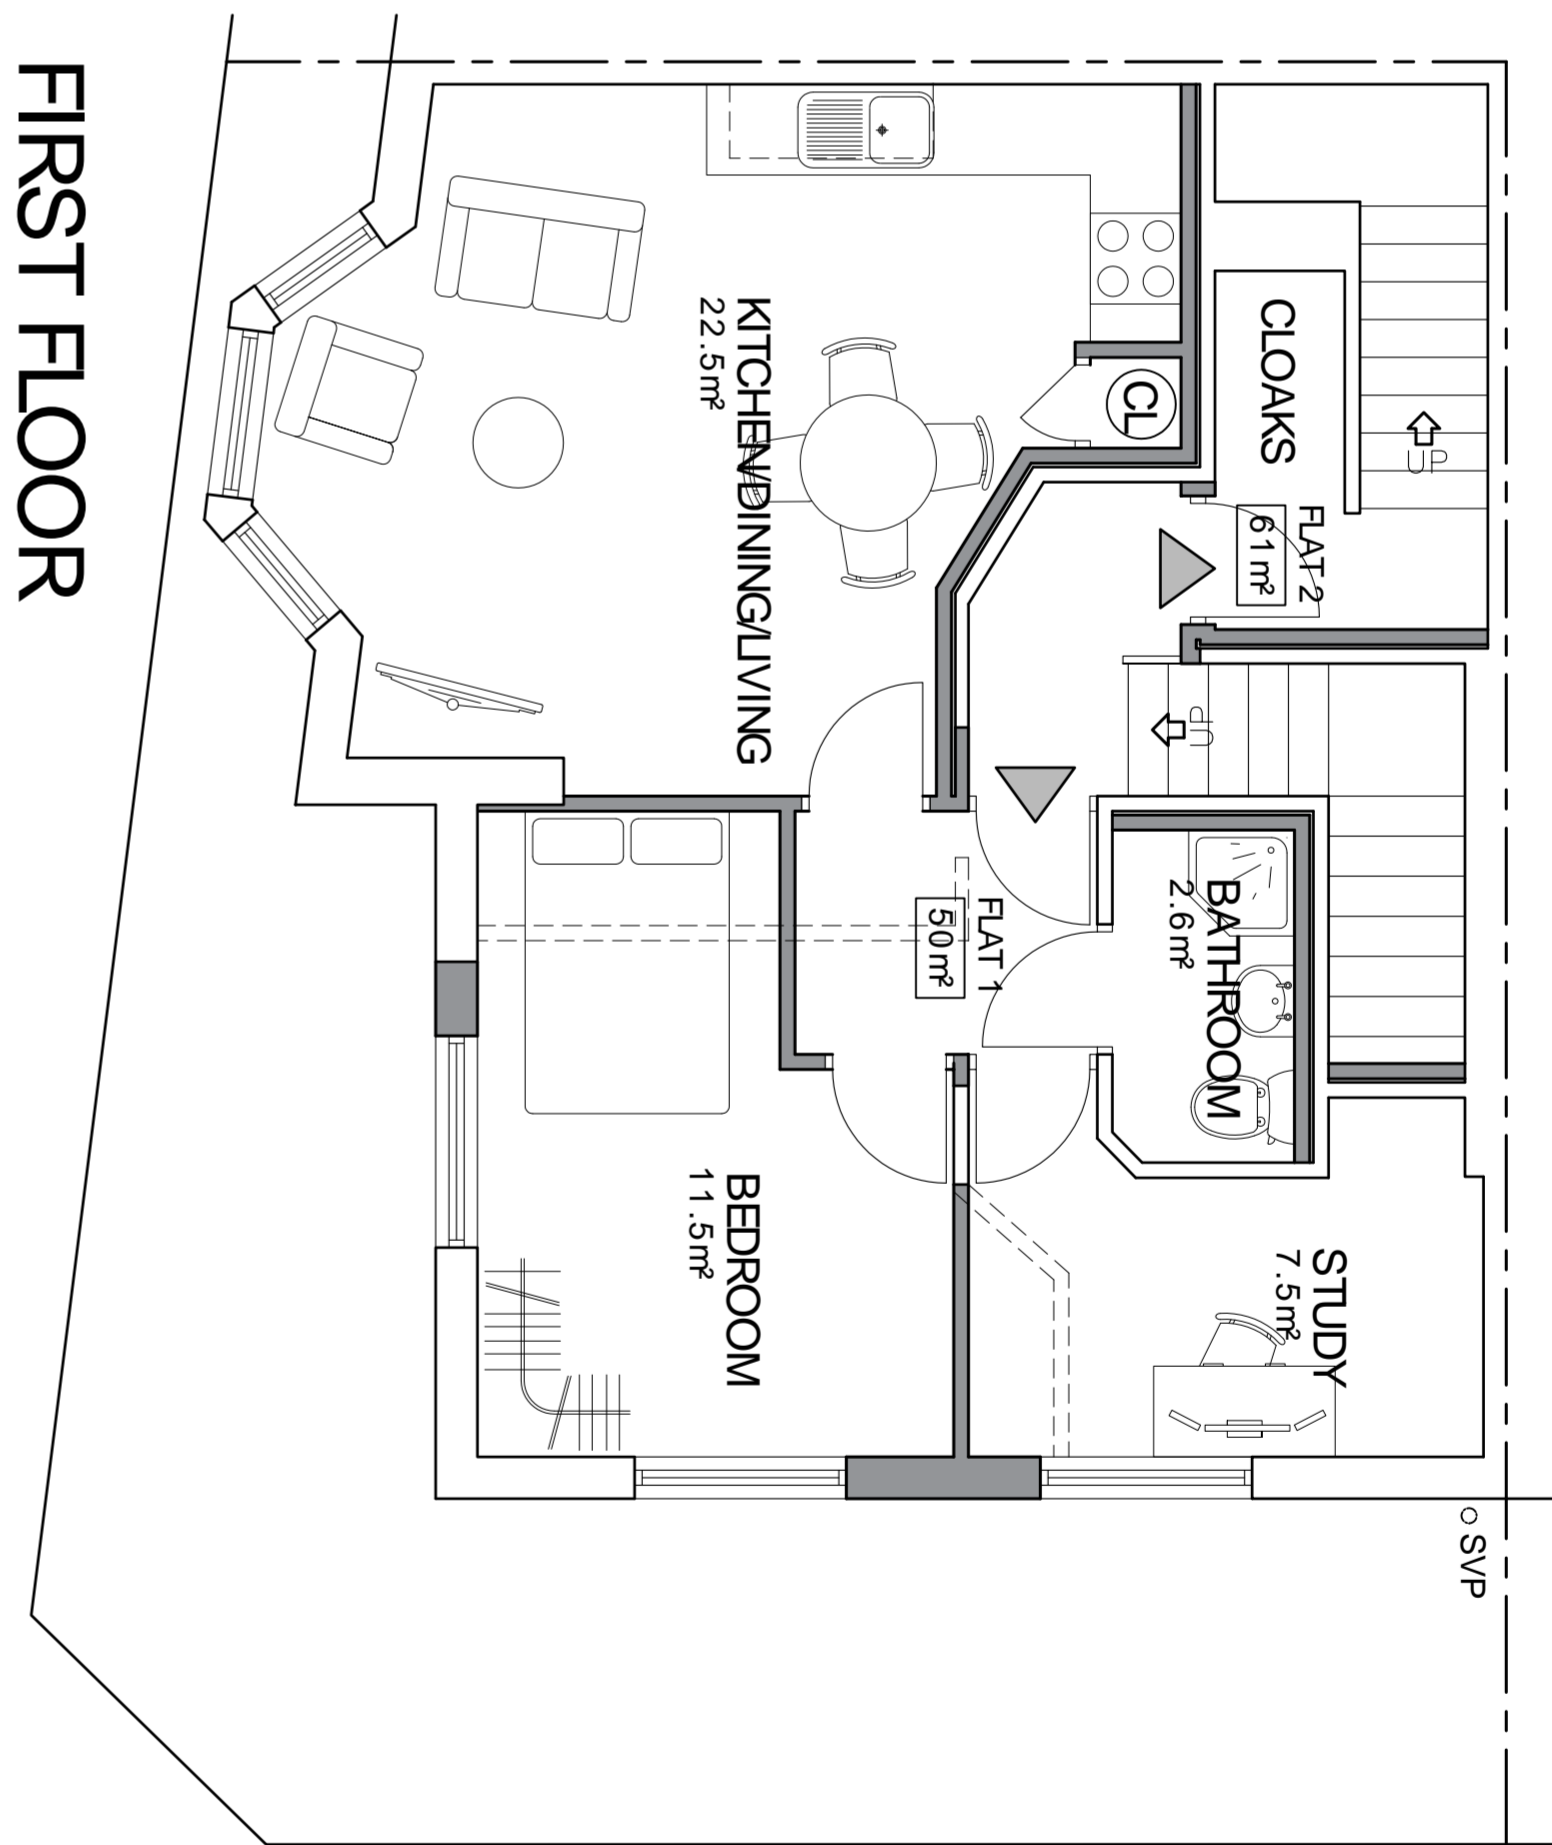 FIRST FLOOR
KITCHEN/DINING/LIVING
22.5m²
CL
CLOAKS
UP
FLAT 2
61m²
UP
FLAT 1
50m²
BATHROOM
2.6m²
BEDROOM
11.5m²
STUDY
7.5m²
SVP